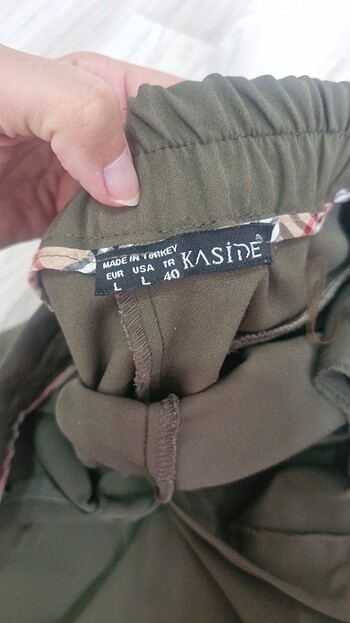 MADE IN TURKEY
EUR USA TR
L L 40
KASİDE